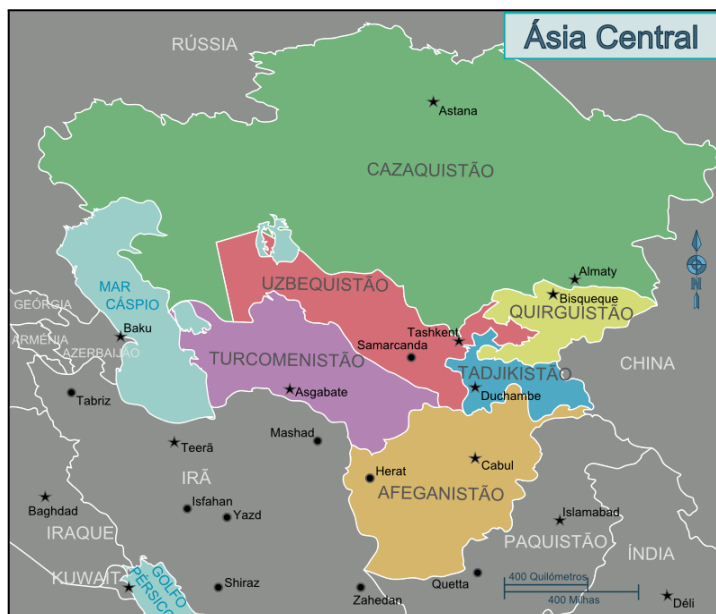 Ásia Central
RÚSSIA
Astana
CAZAQUISTÃO
MAR
CÁSPIO
UZBEQUISTÃO
Almaty
Bisqueque
GEÓRGIA
QUIRGUISTÃO
Baku
Tashkent
ARMÉNIA
AZERBAIJÃO
Samarcanda
TURCOMENISTÃO
CHINA
TADJIKISTÃO
Asgabate
Duchambe
Tabriz
Mashad
Teerã
IRÃ
Herat
Cabul
AFEGANISTÃO
Baghdad
Isfahan
Yazd
Islamabad
IRAQUE
PAQUISTÃO
ÍNDIA
KUWAIT
GOLFO
PÉRSICO
Shiraz
Zahedan
Quetta
400 Quilómetros
400 Milhas
Déli
N